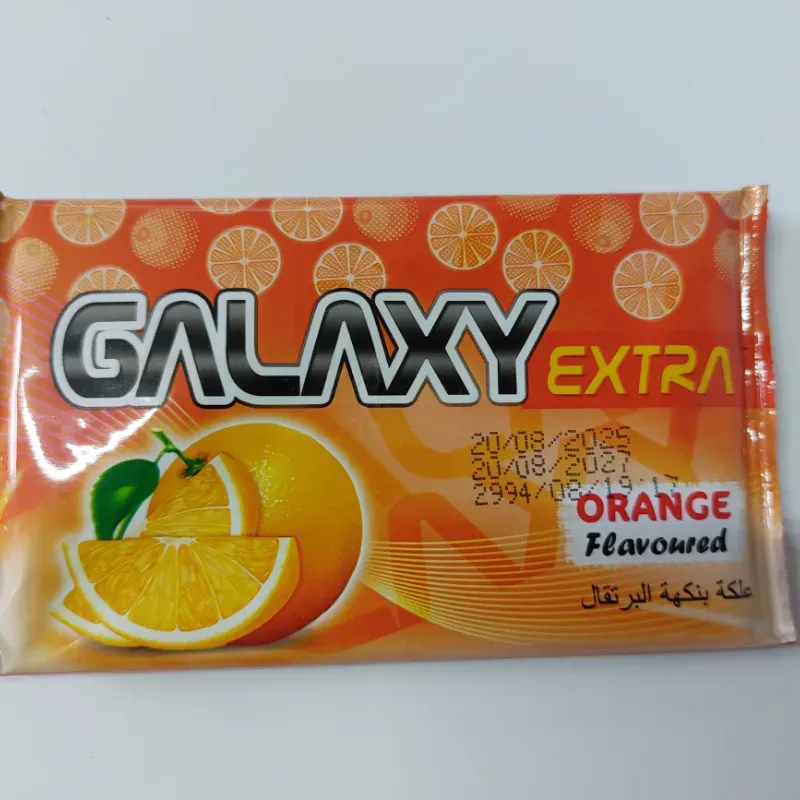 GALAXY EXTRA
20/08/2025
20/08/2027
2994/08/19:17
ORANGE
Flavoured
علكة بنكهة البرتقال